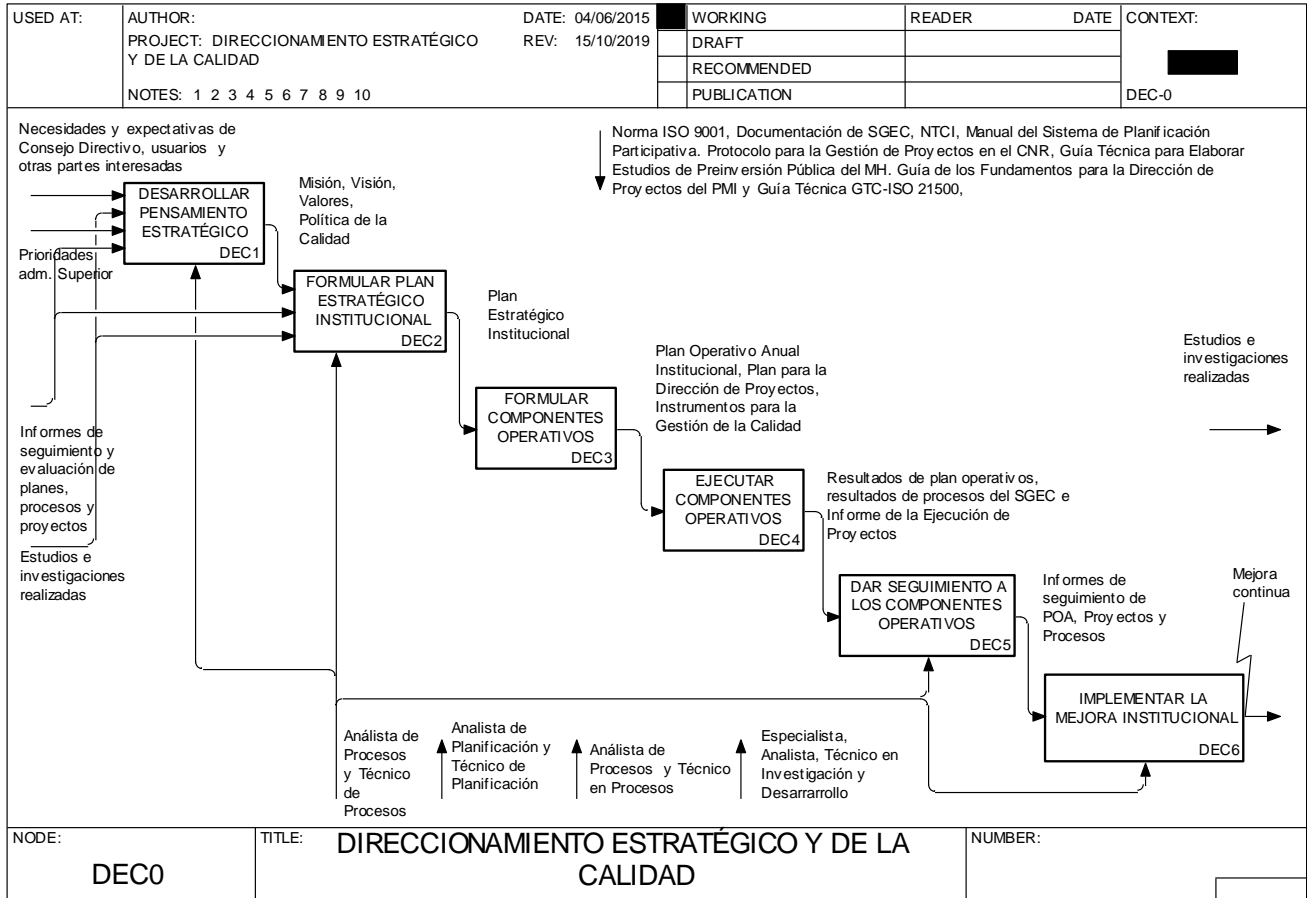 USED AT:
AUTHOR:
DATE: 04/06/2015
PROJECT: DIRECCIONAMIENTO ESTRATÉGICO
Y DE LA CALIDAD
REV: 15/10/2019
NOTES: 1 2 3 4 5 6 7 8 9 10
WORKING
DRAFT
RECOMMENDED
PUBLICATION
READER
DATE
CONTEXT:
DEC-0
Necesidades y expectativas de
Consejo Directivo, usuarios y
otras partes interesadas
Norma ISO 9001, Documentación de SGEC, NTCI, Manual del Sistema de Planificación
Participativa. Protocolo para la Gestión de Proyectos en el CNR, Guía Técnica para Elaborar
Estudios de Preinversión Pública del MH. Guía de los Fundamentos para la Dirección de
Proyectos del PMI y Guía Técnica GTC-ISO 21500,
DESARROLLAR
PENSAMIENTO
ESTRATÉGICO
DEC1
Misión, Visión,
Valores,
Política de la
Calidad
Prioridades
adm. Superior
FORMULAR PLAN
ESTRATÉGICO
INSTITUCIONAL
DEC2
Plan
Estratégico
Institucional
Estudios e
investigaciones
realizadas
Plan Operativo Anual
Institucional, Plan para la
Dirección de Proyectos,
Instrumentos para la
Gestión de la Calidad
FORMULAR
COMPONENTES
OPERATIVOS
DEC3
Informes de
seguimiento y
evaluación de
planes,
procesos y
proyectos
EJECUTAR
COMPONENTES
OPERATIVOS
DEC4
Resultados de plan operativos,
resultados de procesos del SGEC e
Informe de la Ejecución de
Proyectos
Estudios e
investigaciones
realizadas
DAR SEGUIMIENTO A
LOS COMPONENTES
OPERATIVOS
DEC5
Informes de
seguimiento de
POA, Proyectos y
Procesos
Mejora
continua
IMPLEMENTAR LA
MEJORA INSTITUCIONAL
DEC6
Análista de
Procesos
y Técnico
de
Procesos
Analista de
Planificación y
Técnico de
Planificación
Análista de
Procesos y Técnico
en Procesos
Especialista,
Analista, Técnico en
Investigación y
Desarrarrollo
NODE:
DEC0
TITLE:
DIRECCIONAMIENTO ESTRATÉGICO Y DE LA
CALIDAD
NUMBER: